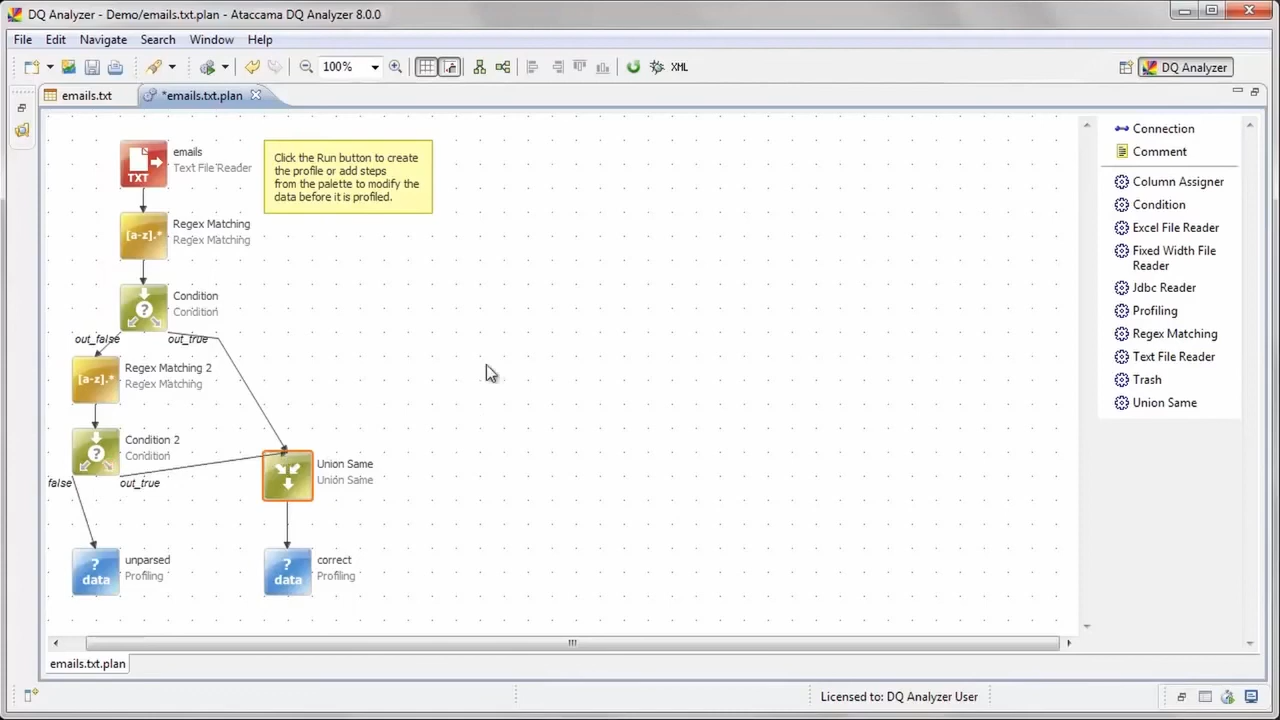 DQ Analyzer - Demo/emails.txt.plan - Ataccama DQ Analyzer 8.0.0
File Edit Navigate Search Window Help
100%
XML
DQ Analyzer
emails.txt
*emails.txt.plan
TXT
emails
Text File Reader
Click the Run button to create
the profile or add steps
from the palette to modify the
data before it is profiled.
[a-z].*
Regex Matching
Regex Matching
?
Condition
Condition
out_false
out_true
[a-z].*
Regex Matching 2
Regex Matching
?
Condition 2
Condition
false
out_true
Union Same
Union Same
?
data
unparsed
Profiling
?
data
correct
Profiling
Connection
Comment
Column Assigner
Condition
Excel File Reader
Fixed Width File
Reader
Jdbc Reader
Profiling
Regex Matching
Text File Reader
Trash
Union Same
emails.txt.plan
Licensed to: DQ Analyzer User